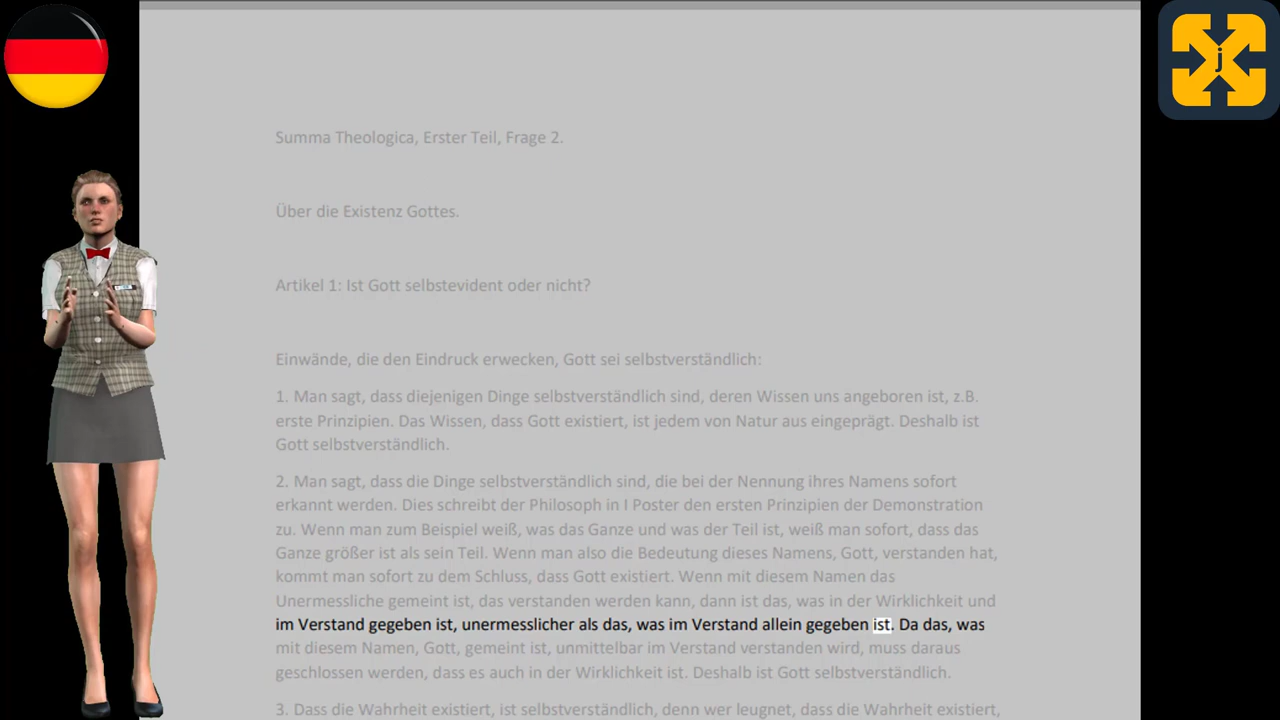 j
Summa Theologica, Erster Teil, Frage 2.
Über die Existenz Gottes.
Artikel 1: Ist Gott selbstevident oder nicht?
Einwände, die den Eindruck erwecken, Gott sei selbstverständlich:
1. Man sagt, dass diejenigen Dinge selbstverständlich sind, deren Wissen uns angeboren ist, z.B.
erste Prinzipien. Das Wissen, dass Gott existiert, ist jedem von Natur aus eingeprägt. Deshalb ist
Gott selbstverständlich.
2. Man sagt, dass die Dinge selbstverständlich sind, die bei der Nennung ihres Namens sofort
erkannt werden. Dies schreibt der Philosoph in I Poster den ersten Prinzipien der Demonstration
zu. Wenn man zum Beispiel weiß, was das Ganze und was der Teil ist, weiß man sofort, dass das
Ganze größer ist als sein Teil. Wenn man also die Bedeutung dieses Namens, Gott, verstanden hat,
kommt man sofort zu dem Schluss, dass Gott existiert. Wenn mit diesem Namen das
Unermessliche gemeint ist, das verstanden werden kann, dann ist das, was in der Wirklichkeit und
im Verstand gegeben ist, unermesslicher als das, was im Verstand allein gegeben ist. Da das, was
mit diesem Namen, Gott, gemeint ist, unmittelbar im Verstand verstanden wird, muss daraus
geschlossen werden, dass es auch in der Wirklichkeit ist. Deshalb ist Gott selbstverständlich.
3. Dass die Wahrheit existiert, ist selbstverständlich, denn wer leugnet, dass die Wahrheit existiert,